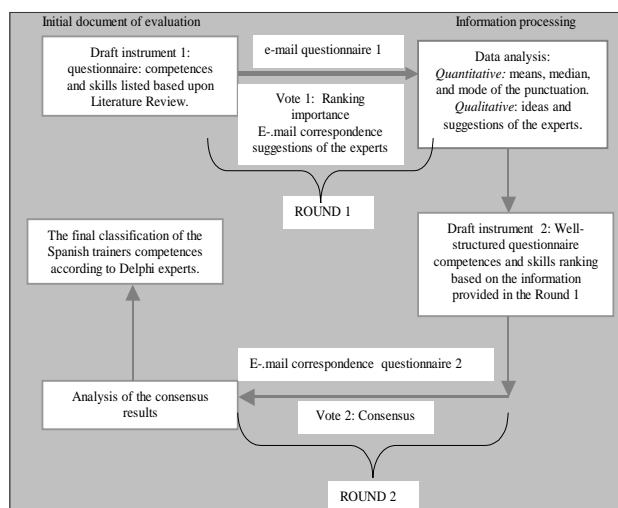 Initial document of evaluation
Information processing
Draft instrument 1:
questionnaire: competences
and skills listed based upon
Literature Review.
e-mail questionnaire 1
Vote 1: Ranking
importance
E-.mail correspondence
suggestions of the experts
Data analysis:
Quantitative: means, median,
and mode of the punctuation.
Qualitative: ideas and
suggestions of the experts.
ROUND 1
Draft instrument 2: Well-
structured questionnaire
competences and skills ranking
based on the information
provided in the Round 1
The final classification of the
Spanish trainers competences
according to Delphi experts.
E-.mail correspondence questionnaire 2
Analysis of the consensus
results
Vote 2: Consensus
ROUND 2